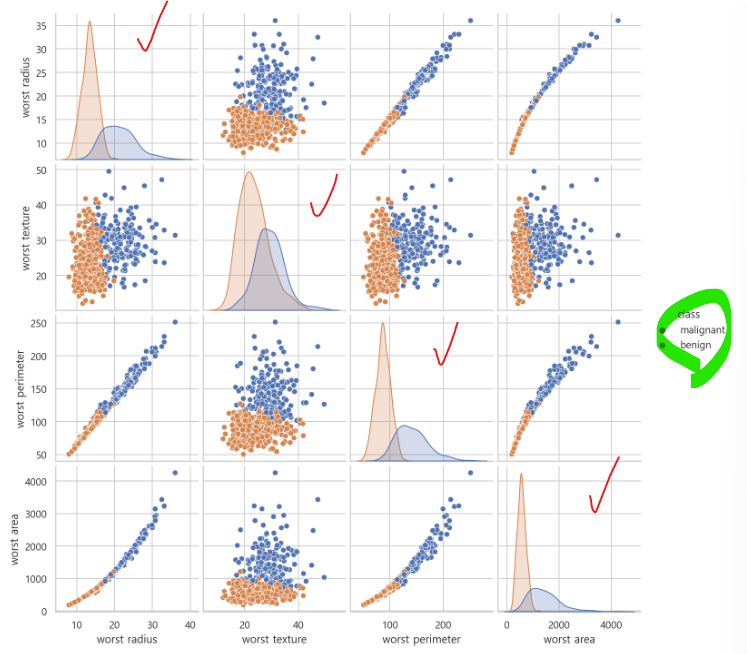 35
30
25
20
15
10
worst radius
50
40
30
20
worst texture
250
200
150
100
50
worst perimeter
4000
3000
2000
1000
0
worst area
10 20 30 40
20 40
100 200
0 2000 4000
worst radius
worst texture
worst perimeter
worst area
class
malignant
benign